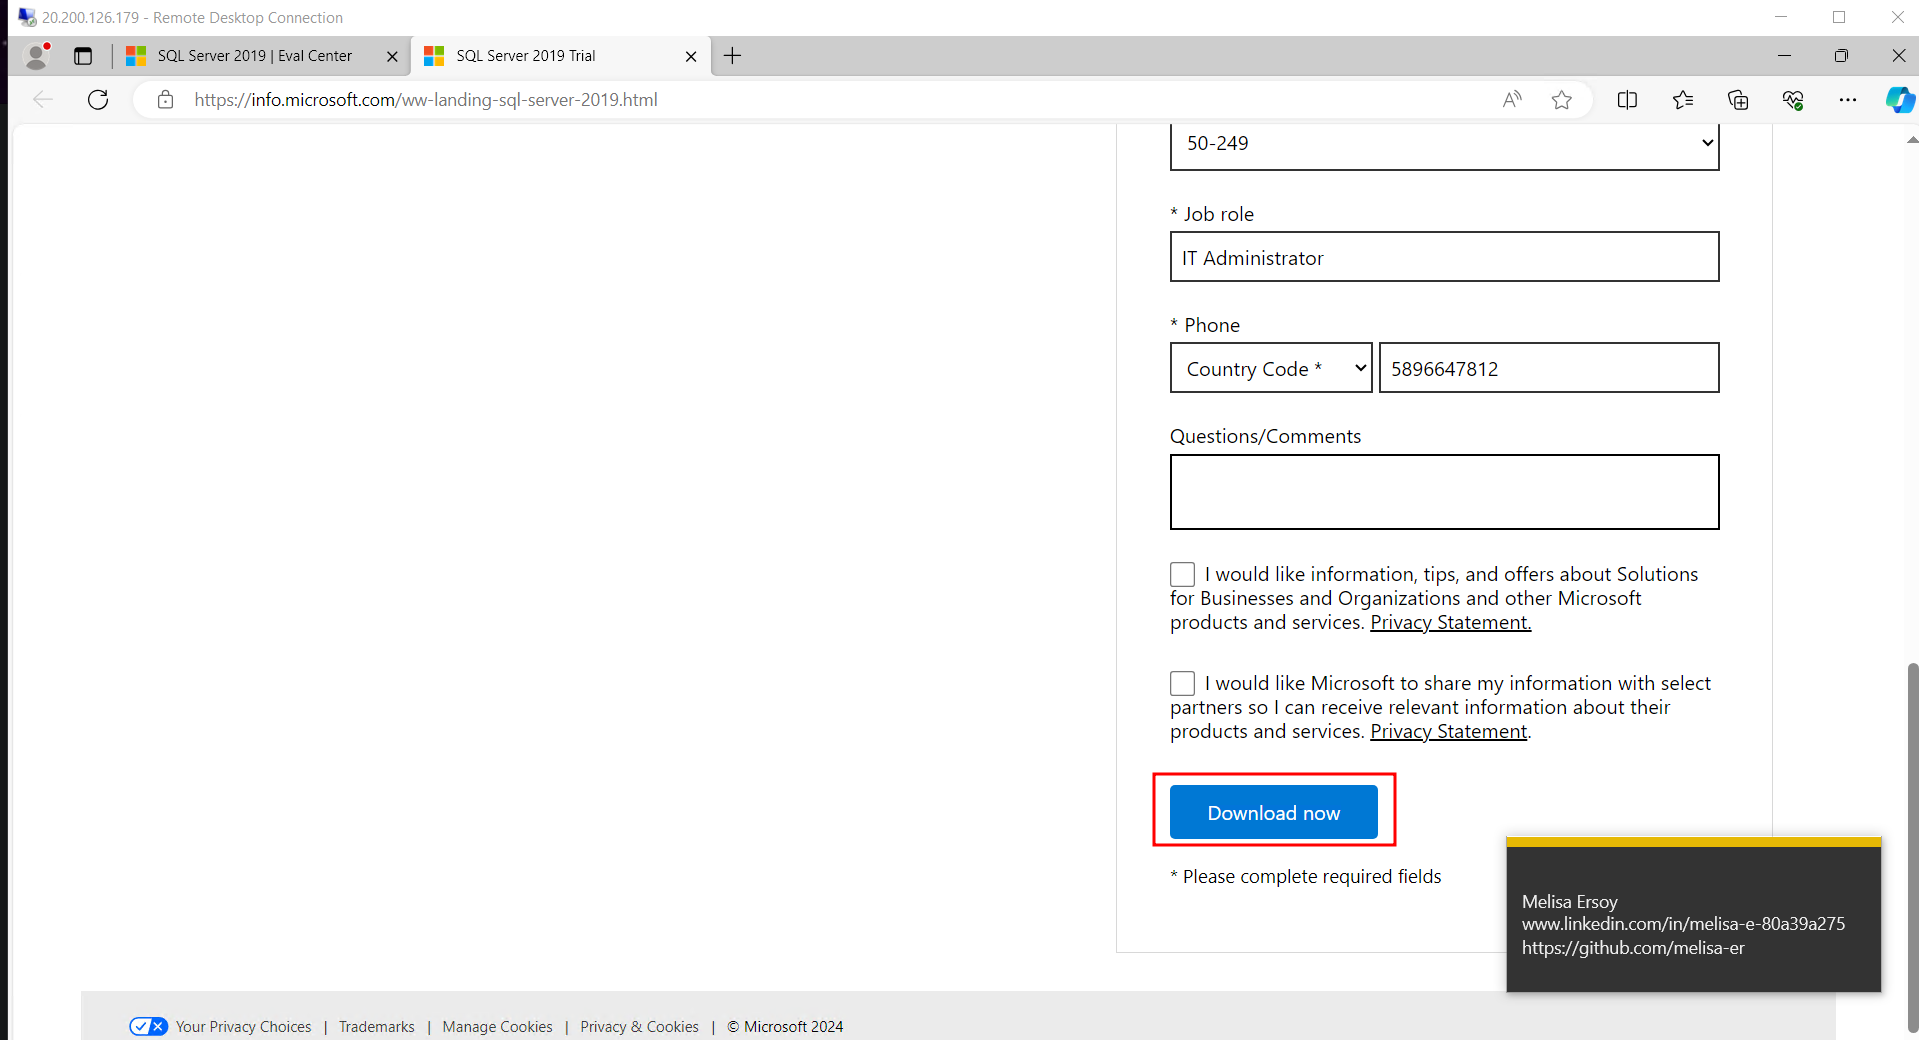 20.200.126.179 - Remote Desktop Connection
SQL Server 2019 | Eval Center
SQL Server 2019 Trial
https://info.microsoft.com/ww-landing-sql-server-2019.html
50-249
* Job role
IT Administrator
* Phone
Country Code *
5896647812
Questions/Comments
I would like information, tips, and offers about Solutions
for Businesses and Organizations and other Microsoft
products and services. Privacy Statement.
I would like Microsoft to share my information with select
partners so I can receive relevant information about their
products and services. Privacy Statement.
Download now
* Please complete required fields
Melisa Ersoy
www.linkedin.com/in/melisa-e-80a39a275
https://github.com/melisa-er
Your Privacy Choices | Trademarks | Manage Cookies | Privacy & Cookies | © Microsoft 2024